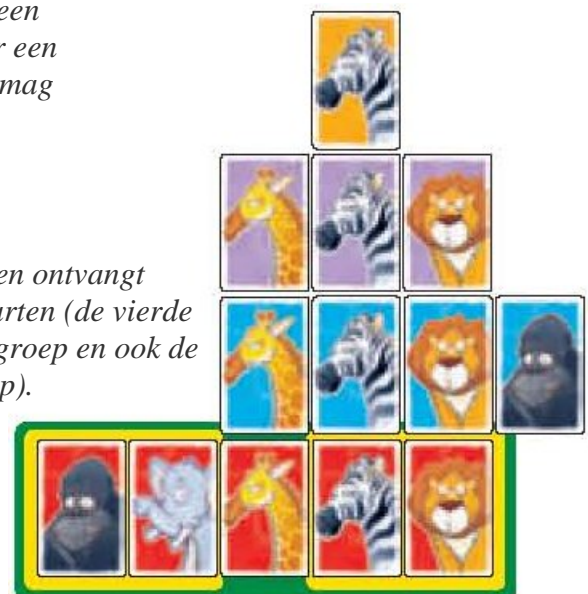 een
r een
mag
en ontvangt
arten (de vierde
groep en ook de
p).